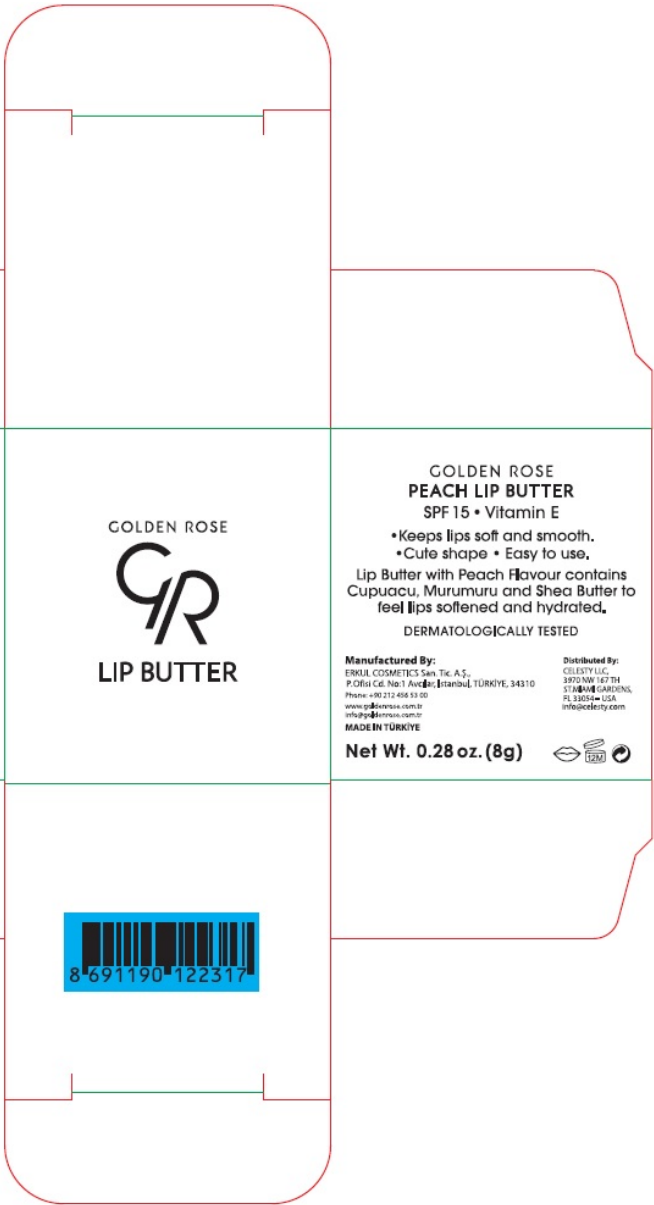 GOLDEN ROSE
GR
LIP BUTTER
8 691190 122317
GOLDEN ROSE
PEACH LIP BUTTER
SPF 15 • Vitamin E
•Keeps lips soft and smooth.
•Cute shape • Easy to use.
Lip Butter with Peach Flavour contains
Cupuacu, Murumuru and Shea Butter to
feel lips softened and hydrated.
DERMATOLOGICALLY TESTED
Manufactured By:
ERKUL COSMETICS San. Tic. A.Ş.,
P.Ofisi Cd. No:1 Avcılar, İstanbul, TÜRKİYE, 34310
Phone: +90 212 456 53 00
www.goldenrose.com.tr
info@goldenrose.com.tr
MADE IN TÜRKİYE
Distributed By:
CELESTY LLC,
3970 NW 167 TH
ST.MIAMI GARDENS,
FL 33054– USA
info@celesty.com
Net Wt. 0.28 oz. (8g)
12M